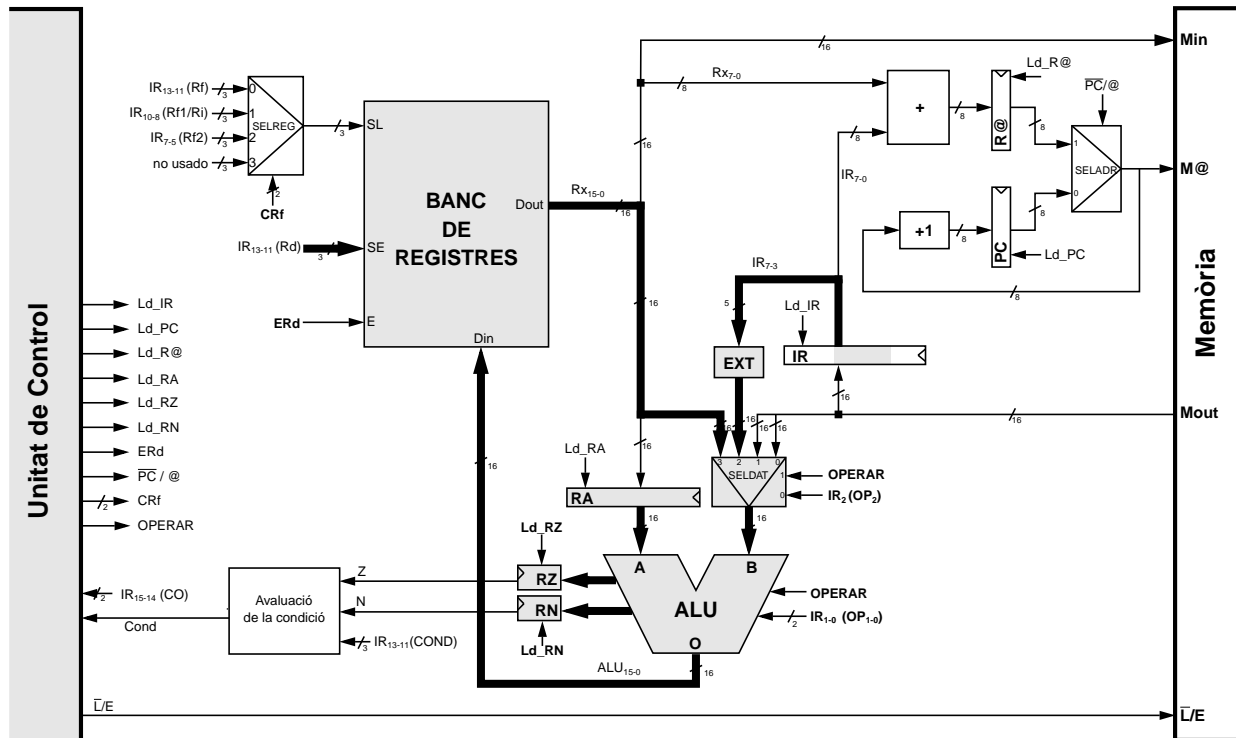 Unitat de Control
Ld_IR
Ld_PC
Ld_R@
Ld_RA
Ld_RZ
Ld_RN
ERd
PC / @
2
CRf
OPERAR
2
IR15-14 (CO)
Cond
L/E
IR13-11 (Rf)
3
0
IR10-8 (Rf1/Ri)
3
1
IR7-5 (Rf2)
3
2
no usado
3
3
SELREG
3
2
CRf
IR13-11 (Rd)
3
ERd
SL
SE
E
BANC
DE
REGISTRES
Dout
Din
Rx15-0
16
16
16
Min
Rx7-0
8
+
8
8
IR7-0
Ld_R@
R@
8
PC/@
1
SELADR
0
M@
+1
8
PC
8
Ld_PC
8
IR7-3
5
EXT
Ld_IR
IR
16
16
16
Mout
16
16
16
16
16
3
2
1
0
SELDAT
1
OPERAR
0
IR2 (OP2)
Ld_RA
RA
16
16
16
A
B
ALU
O
OPERAR
2
IR1-0 (OP1-0)
Ld_RZ
RZ
RN
Ld_RN
Z
N
Avaluació
de la condició
3
IR13-11(COND)
ALU15-0
16
Memòria
L/E